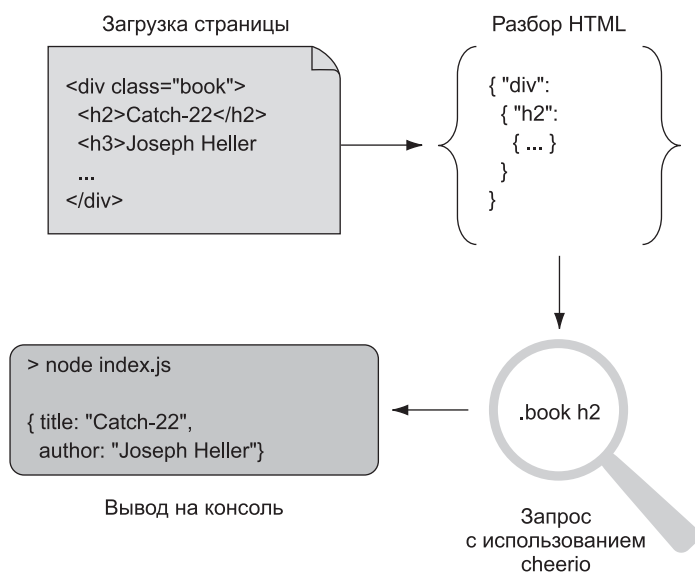 Загрузка страницы
<div class="book">
<h2>Catch-22</h2>
<h3>Joseph Heller
...
</div>
Разбор HTML
{ "div":
{ "h2":
{ ... }
}
}
.book h2
Запрос
с использованием
cheerio
> node index.js
{ title: "Catch-22",
author: "Joseph Heller"}
Вывод на консоль